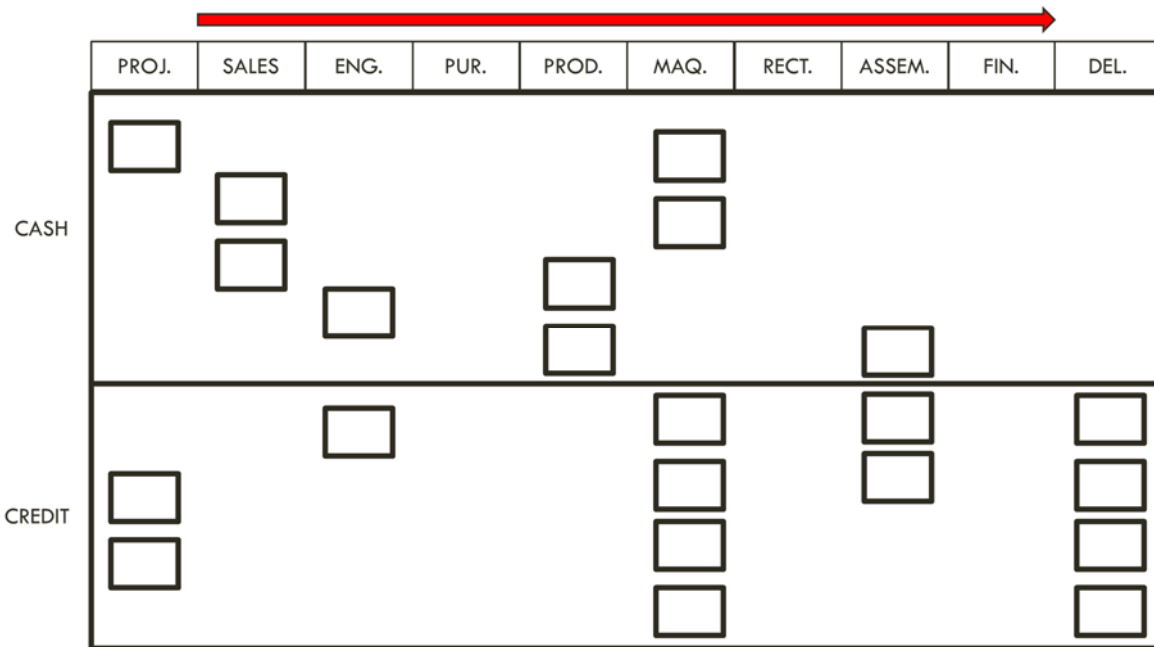 PROJ. SALES ENG. PUR. PROD. MAQ. RECT. ASSEM. FIN. DEL.
CASH
CREDIT